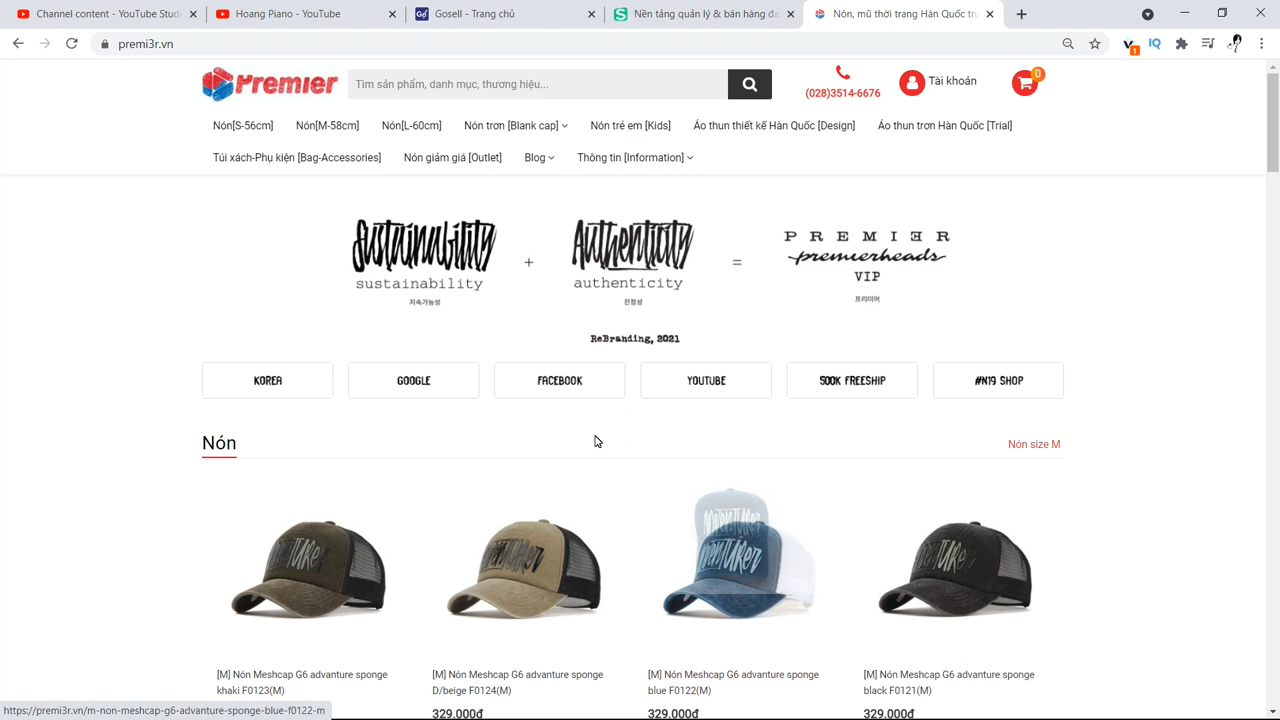 Channel content - YouTube Studi
Hoang Piano - YouTube
Gosell - Trang chủ
Nền tảng quản lý & bán hàng đa
Nón, mũ thời trang Hàn Quốc trư
premi3r.vn
1
IQ
Premier
Tìm sản phẩm, danh mục, thương hiệu...
(028)3514-6676
Tài khoản
0
Nón[S-56cm]
Nón[M-58cm]
Nón[L-60cm]
Nón trơn [Blank cap]
Nón trẻ em [Kids]
Áo thun thiết kế Hàn Quốc [Design]
Áo thun trơn Hàn Quốc [Trial]
Túi xách-Phụ kiện [Bag-Accessories]
Nón giảm giá [Outlet]
Blog
Thông tin [Information]
Sustainability
sustainability
지속가능성
+
Authenticity
authenticity
진정성
=
P R E M I Ǝ R
premierheads
VIP
프리미어
ReBranding, 2021
KOREA
GOOGLE
FACEBOOK
YOUTUBE
500K FREESHIP
#N19 SHOP
Nón
Nón size M
[M] Nón Meshcap G6 advanture sponge
khaki F0123(M)
[M] Nón Meshcap G6 advanture sponge
D/beige F0124(M)
329.000đ
[M] Nón Meshcap G6 advanture sponge
blue F0122(M)
329.000đ
[M] Nón Meshcap G6 advanture sponge
black F0121(M)
329.000đ
https://premi3r.vn/m-non-meshcap-g6-advanture-sponge-blue-f0122-m